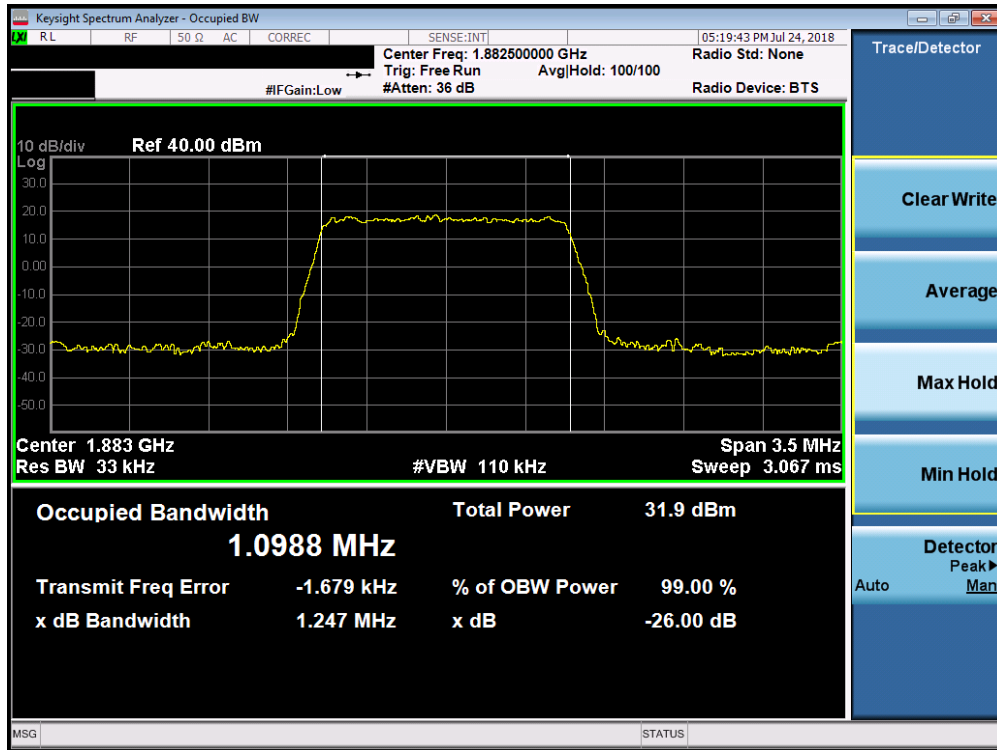 Keysight Spectrum Analyzer - Occupied BW
LXI RL RF 50 Ω AC CORREC SENSE:INT 05:19:43 PM Jul 24, 2018
Center Freq: 1.882500000 GHz Radio Std: None
Trig: Free Run Avg|Hold: 100/100
#IFGain:Low #Atten: 36 dB Radio Device: BTS
10 dB/div Ref 40.00 dBm
Log
30.0
20.0
10.0
0.00
-10.0
-20.0
-30.0
-40.0
-50.0
Center 1.883 GHz Span 3.5 MHz
Res BW 33 kHz #VBW 110 kHz Sweep 3.067 ms
Occupied Bandwidth Total Power 31.9 dBm
1.0988 MHz
Transmit Freq Error -1.679 kHz % of OBW Power 99.00 %
x dB Bandwidth 1.247 MHz x dB -26.00 dB
MSG STATUS
Trace/Detector
Clear Write
Average
Max Hold
Min Hold
Detector
Peak▶
Auto Man